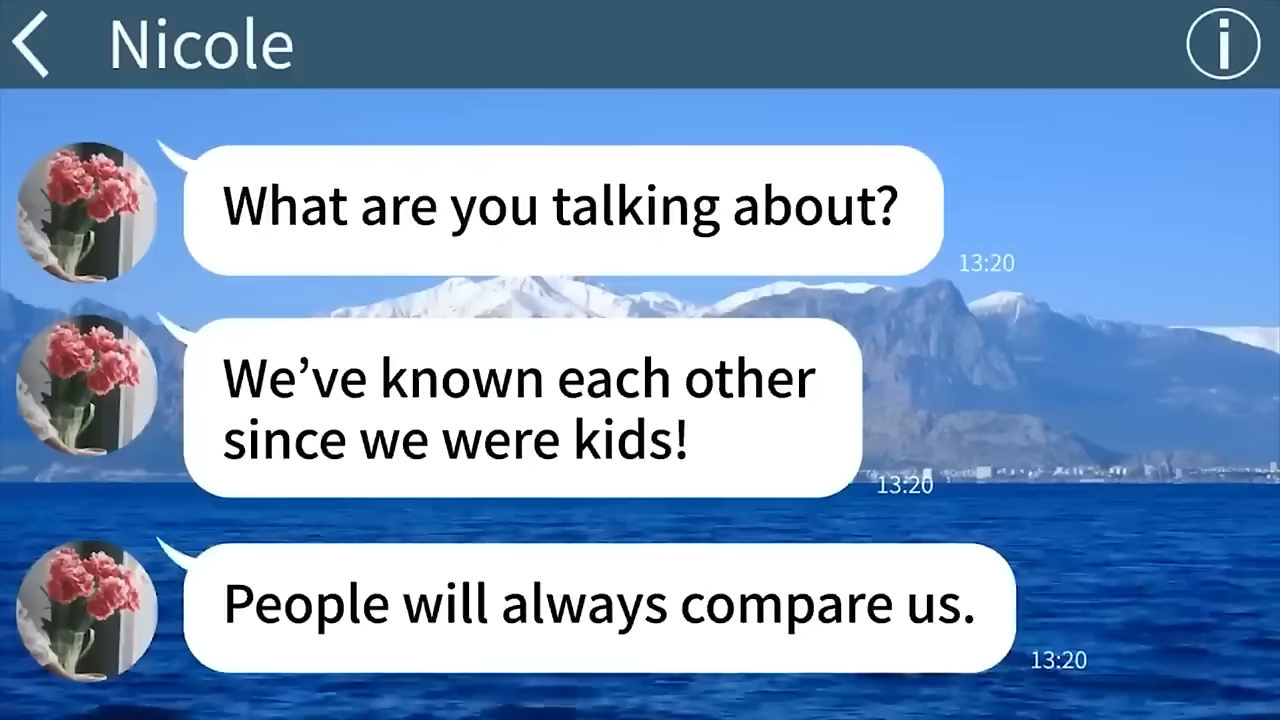 Nicole
What are you talking about?
13:20
We’ve known each other
since we were kids!
13:20
People will always compare us.
13:20